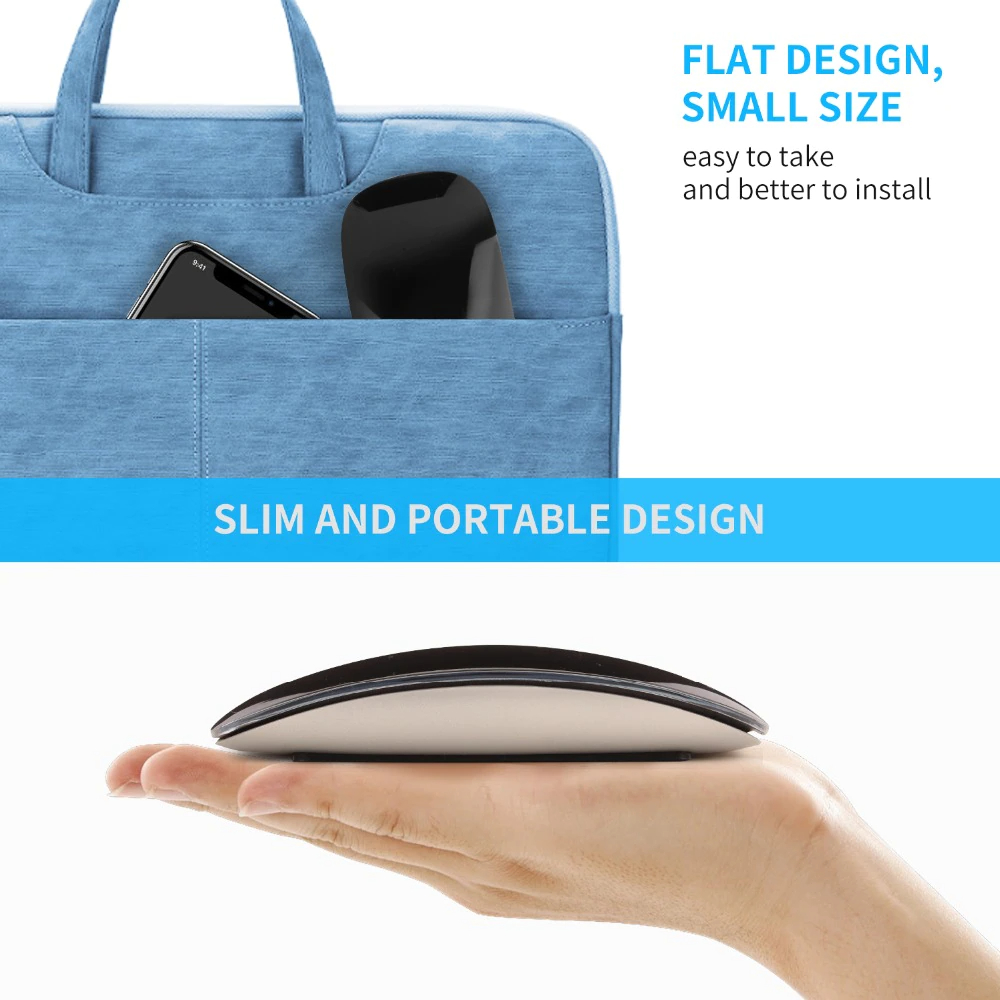 FLAT DESIGN,
SMALL SIZE
easy to take
and better to install
9:41
SLIM AND PORTABLE DESIGN